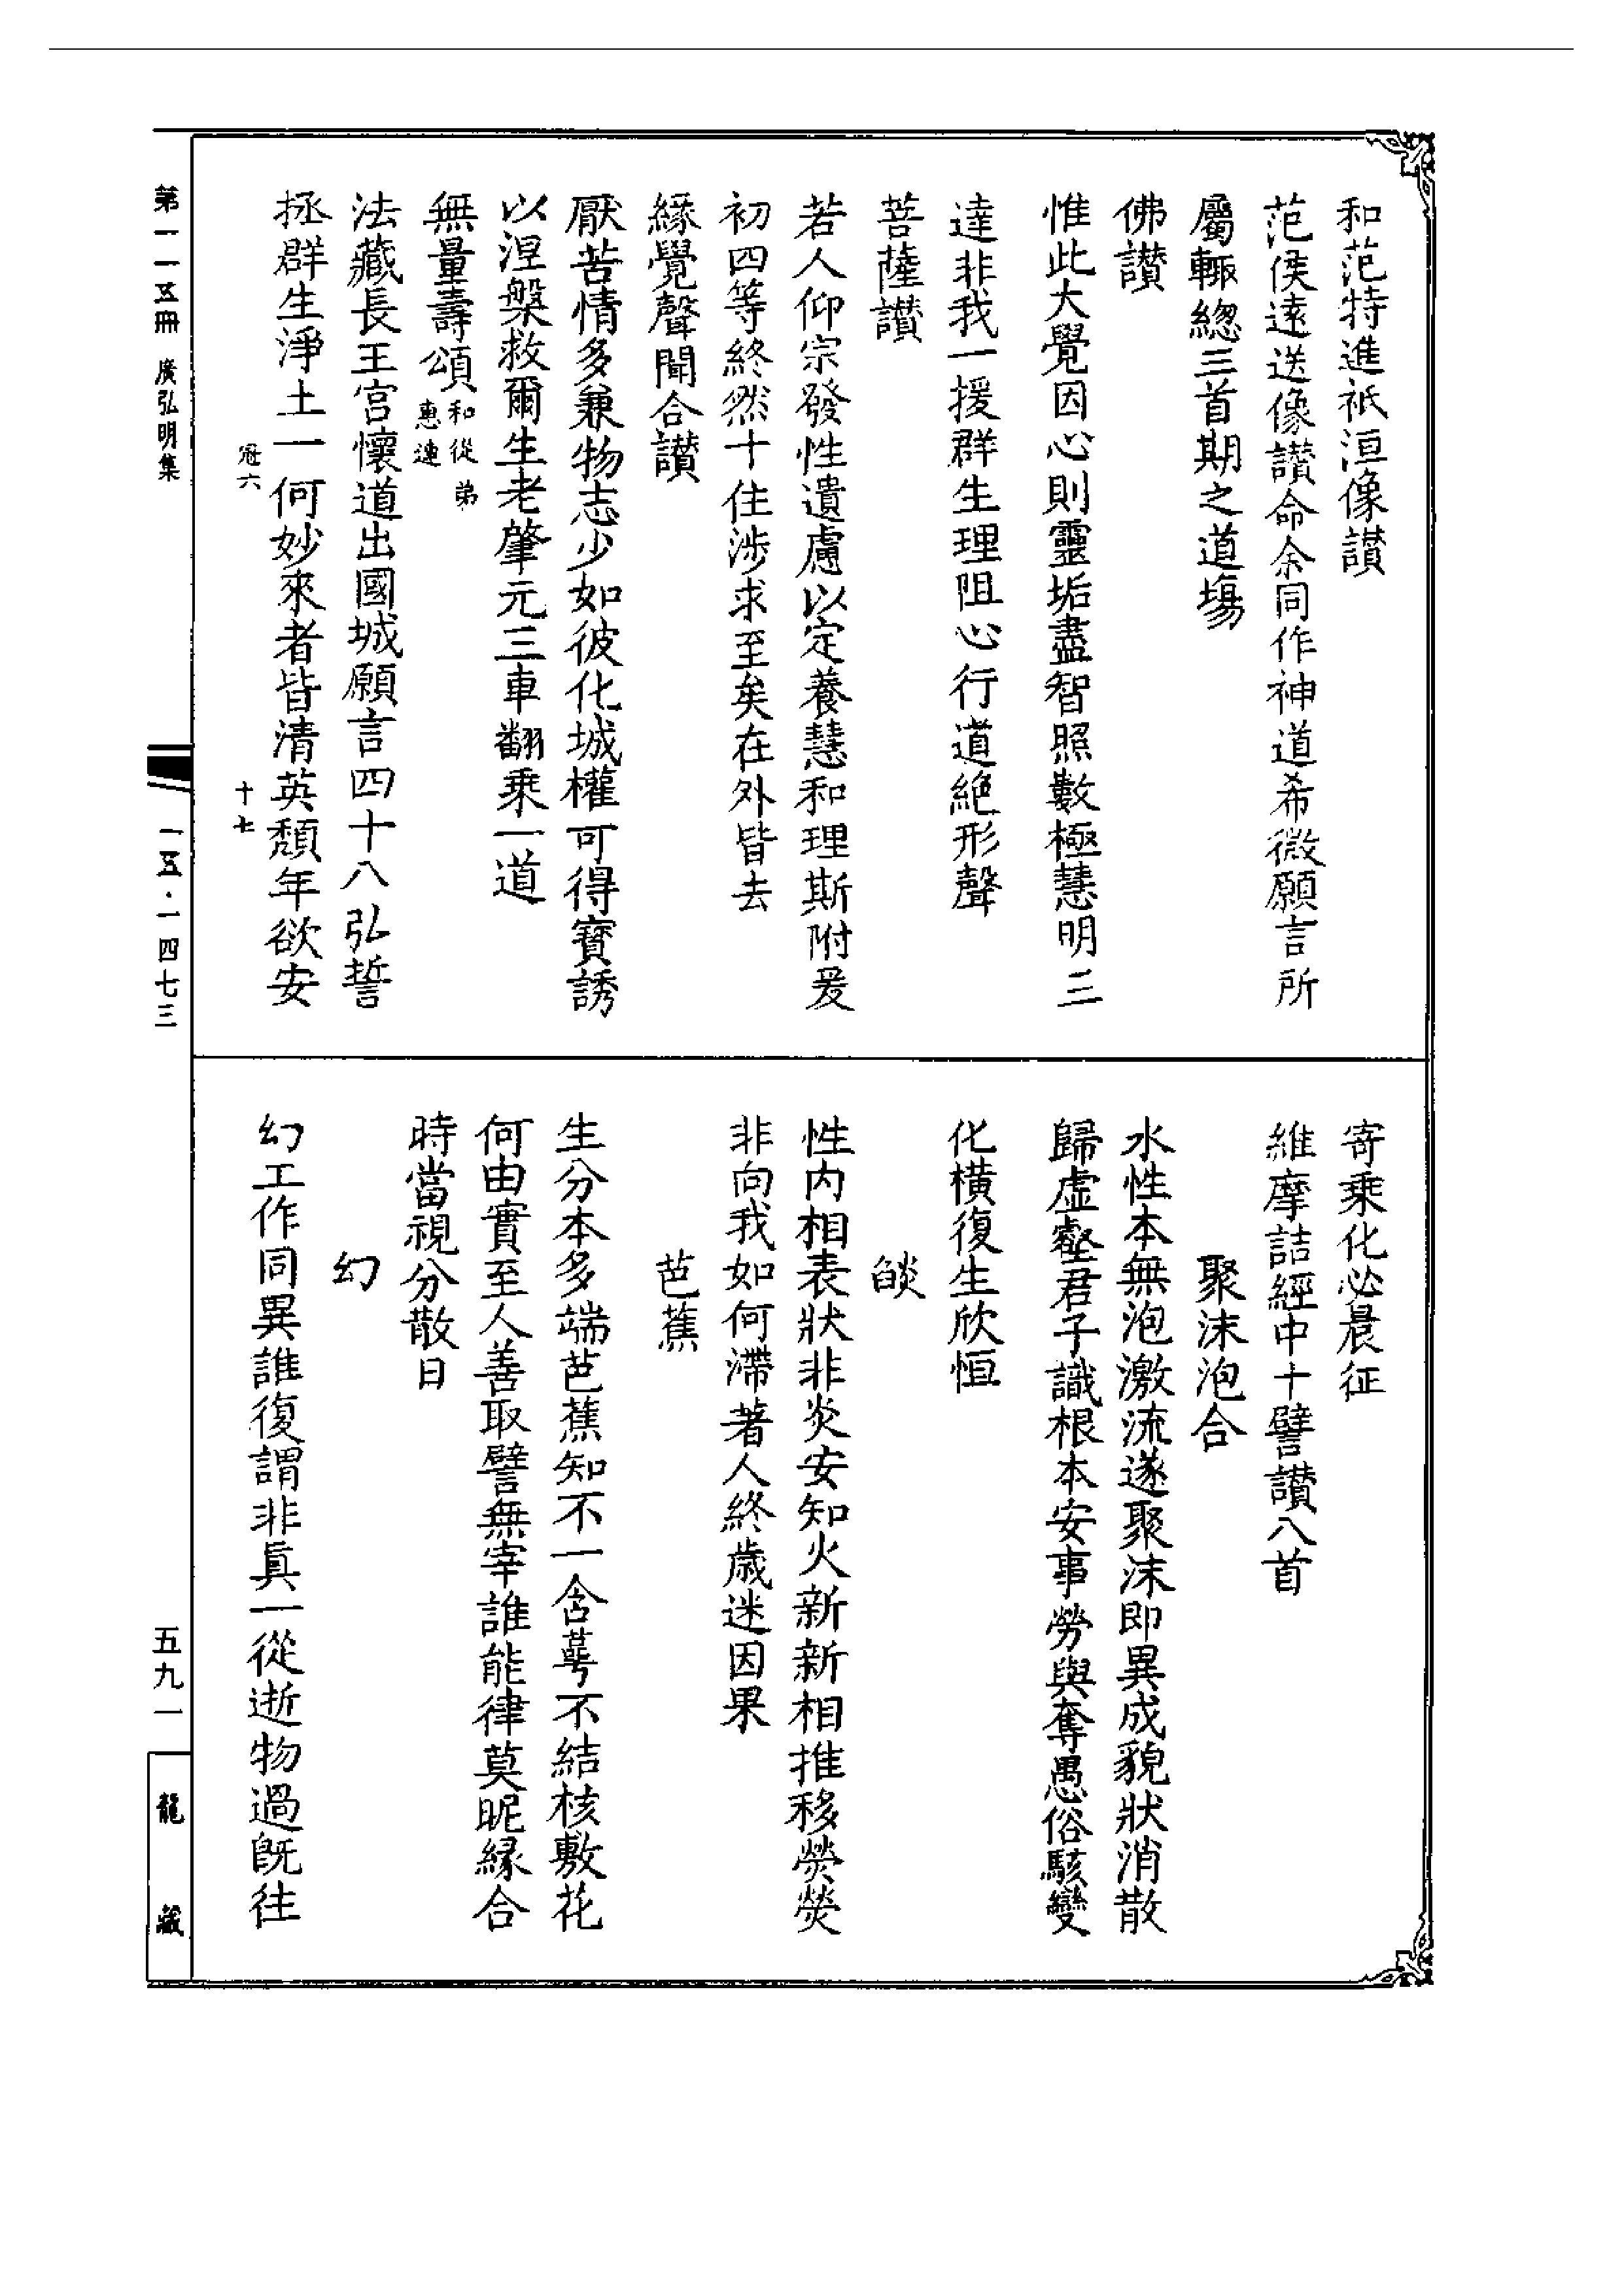 和范特進祇洹像讃
范侯遠送像讃命余同作神道希微願言所
屬輙緫三首期之道場
佛讃
惟此大覺因心則靈垢盡智照數極慧明三
達非我一援群生理阻心行道絶形聲
菩薩讃
若人仰宗發性遺慮以定養慧和理斯附爰
初四等終然十住涉求至矣在外皆去
緣覺聲聞合讃
厭苦情多兼物志少如彼化城權可得寳誘
以涅槃救爾生老肇元三車翻乘一道
無量壽頌和從弟惠連
法藏長王宮懷道出國城願言四十八弘誓
拯群生淨土一何妙來者皆清英頽年欲安
冠六 十七
寄乘化必晨征
維摩詰經中十譬讃八首
聚沫泡合
水性本無泡激流遂聚沫即異成貌狀消散
歸虛壑君子識根本安事勞與奪愚俗駭變
化橫復生欣恒
燄
性内相表狀非炎安知火新新相推移熒熒
非向我如何滯著人終歳迷因果
芭蕉
生分本多端芭蕉知不一含萼不結核敷花
何由實至人善取譬無宰誰能律莫昵緣合
時當視分散日
幻
幻工作同異誰復謂非眞一從逝物過旣往
第一一五冊 廣弘明集
一五·一四七三
五九一
龍藏